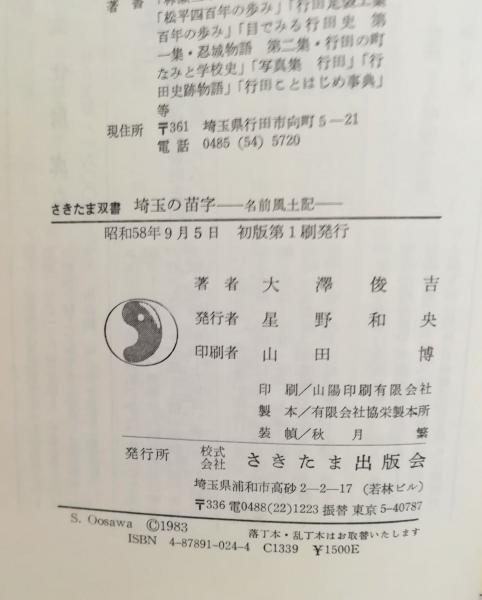 著書
「松平四百年の歩み」「行田足袋工業
百年の歩み」「目でみる行田史 第
一集・忍城物語 第二集・行田の町
なみと学校史」「写真集 行田」「行
田史跡物語」「行田ことはじめ事典」
等
現住所 〒361 埼玉県行田市向町5−21
電話 0485 (54) 5720
さきたま双書 埼玉の苗字──名前風土記──
昭和58年9月5日 初版第1刷発行
著者 大澤俊吉
発行者 星野和央
印刷者 山田博
印刷/山陽印刷有限会社
製本/有限会社協栄製本所
装幀/秋月繁
発行所 株式会社 さきたま出版会
埼玉県浦和市高砂2−2−17 (若林ビル)
〒336 電0488(22)1223 振替 東京5-40787
S. Oosawa ©1983
落丁本・乱丁本はお取替いたします
ISBN 4-87891-024-4 C1339 ¥1500E